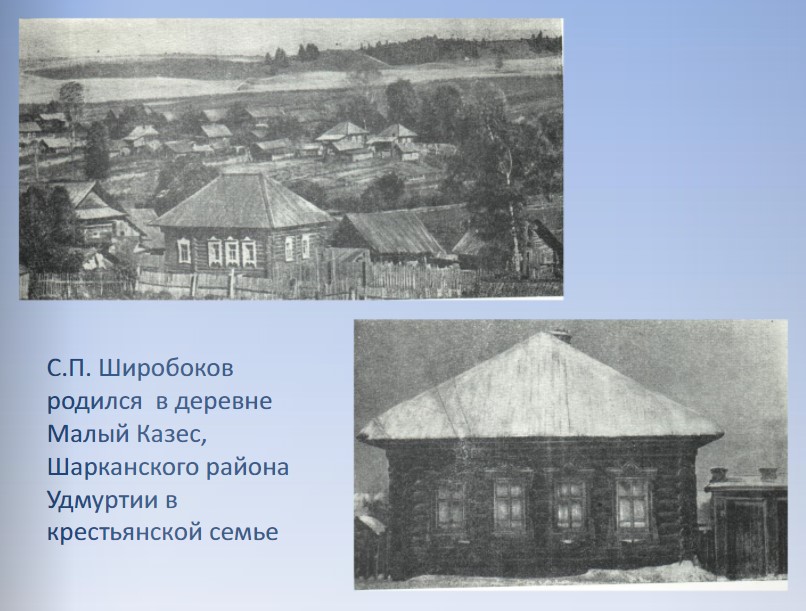 С.П. Широбоков
родился в деревне
Малый Казес,
Шарканского района
Удмуртии в
крестьянской семье